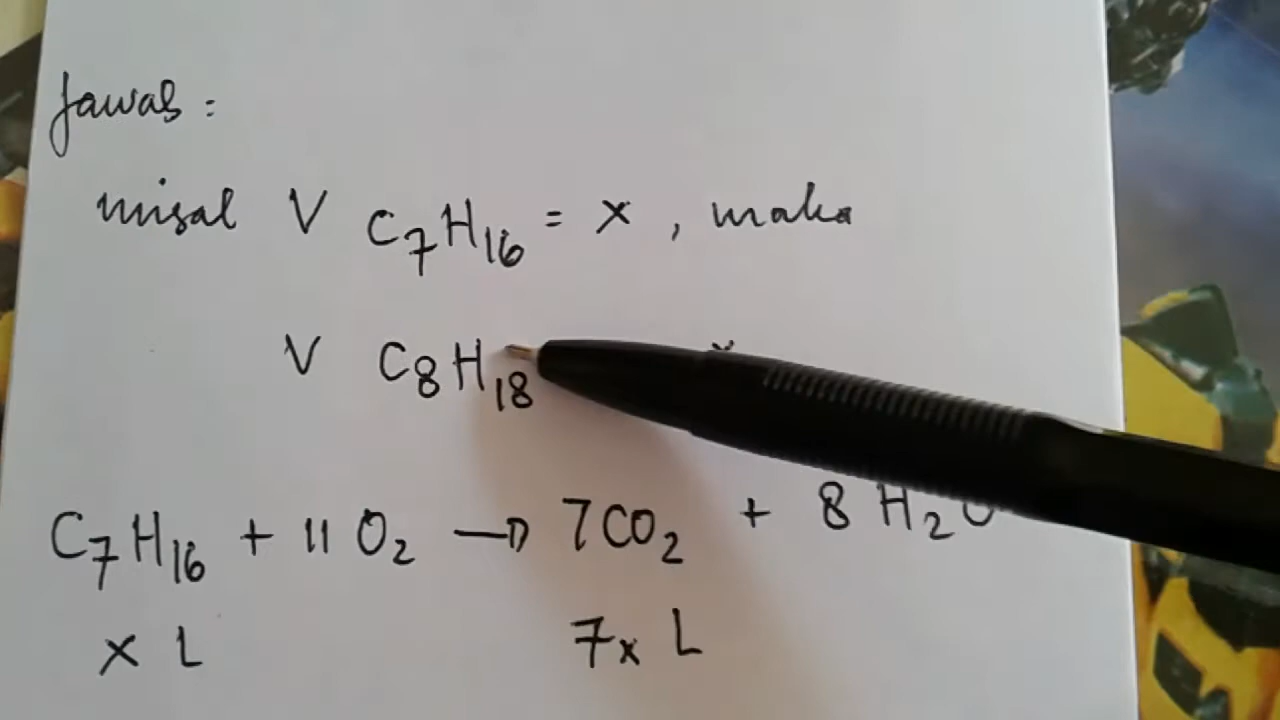 Jawab :
misal V C₇H₁₆ = x , maka
V C₈H₁₈
C₇H₁₆ + 11 O₂ → 7CO₂ + 8 H₂O
x L 7x L